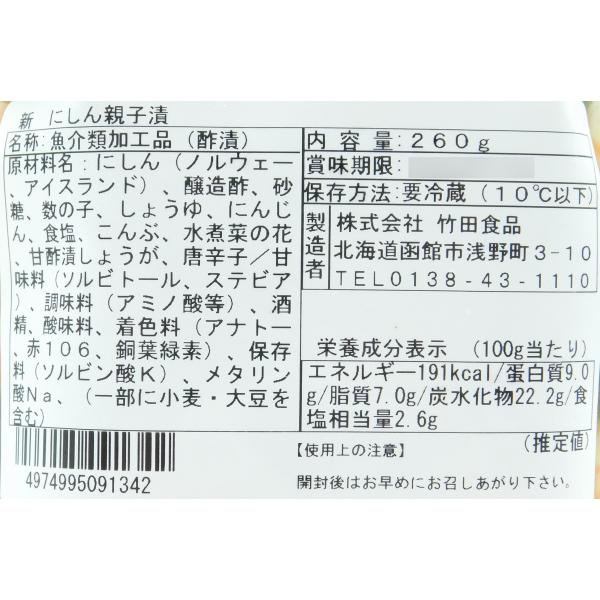 新 にしん親子漬
名称:魚介類加工品(酢漬)
原材料名:にしん(ノルウェー
、アイスランド)、醸造酢、砂
糖、数の子、しょうゆ、にんじ
ん、食塩、こんぶ、水煮菜の花
、甘酢漬しょうが、唐辛子/甘
味料(ソルビトール、ステビア
)、調味料(アミノ酸等)、酒
精、酸味料、着色料(アナトー
、赤106、銅葉緑素)、保存
料(ソルビン酸K)、メタリン
酸Na、(一部に小麦・大豆を
含む)
4974995091342
内容量:260g
賞味期限:
保存方法:要冷蔵(10℃以下)
製造者
株式会社 竹田食品
北海道函館市浅野町3-10
TEL0138-43-1110
栄養成分表示 (100g当たり)
エネルギー191kcal/蛋白質9.0
g/脂質7.0g/炭水化物22.2g/食
塩相当量2.6g
(推定値)
【使用上の注意】
開封後はお早めにお召しあがり下さい。